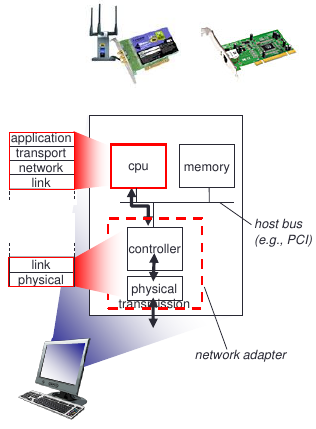 application
transport
network
link
cpu
memory
host bus
(e.g., PCI)
controller
link
physical
physical
transmission
network adapter